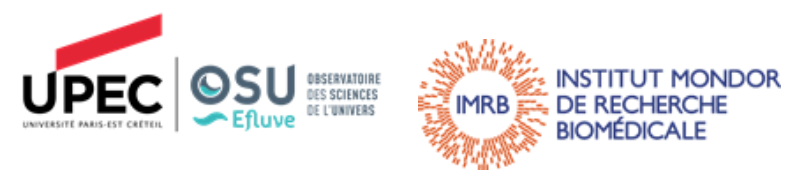 UPEC
UNIVERSITÉ PARIS-EST CRÉTEIL
OSU
Efluve
OBSERVATOIRE
DES SCIENCES
DE L'UNIVERS
IMRB
INSTITUT MONDOR
DE RECHERCHE
BIOMÉDICALE